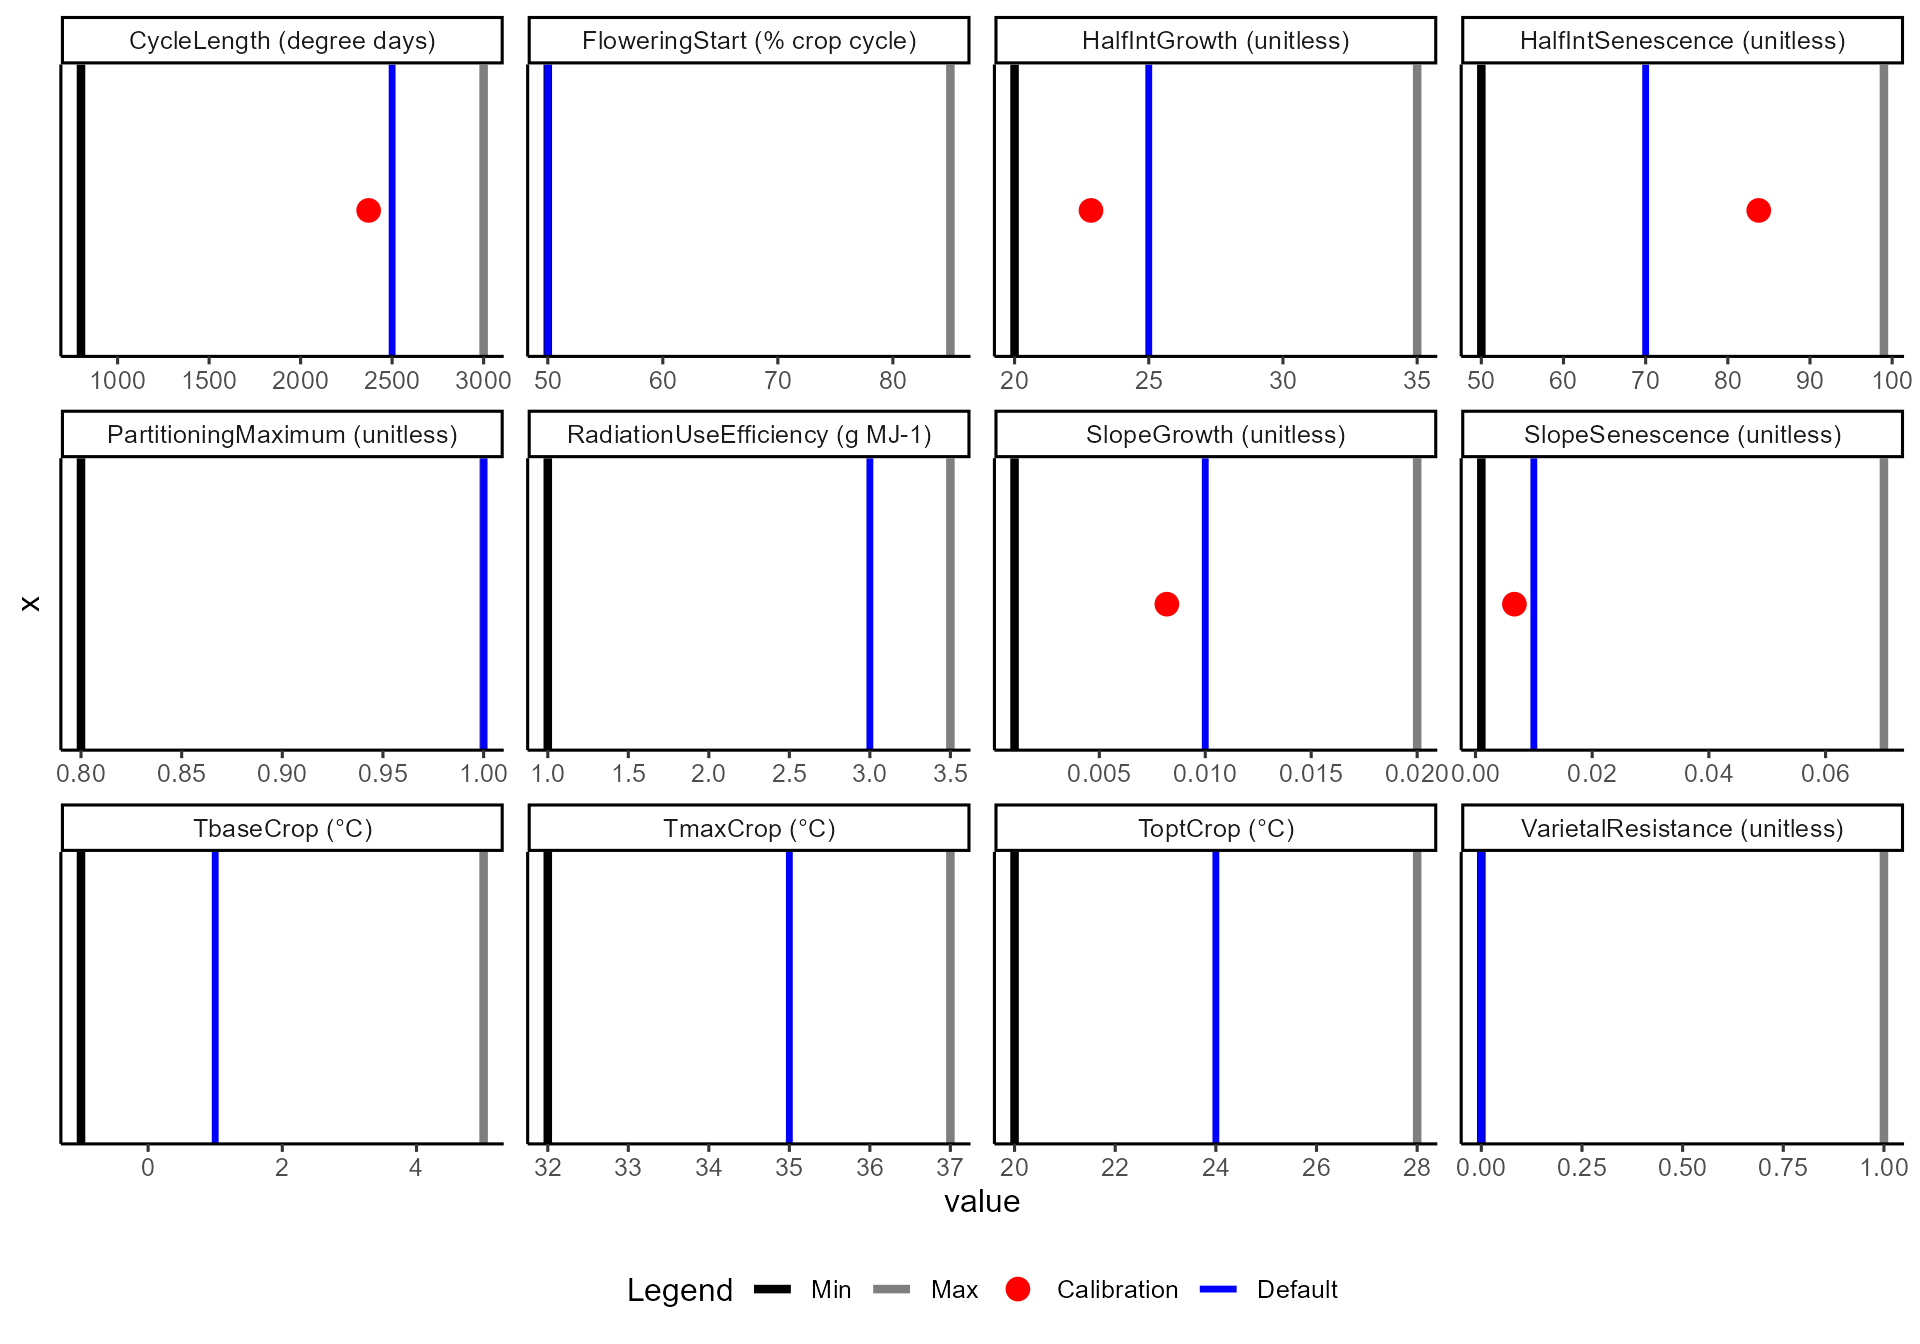 CycleLength (degree days) FloweringStart (% crop cycle) HalfIntGrowth (unitless) HalfIntSenescence (unitless)
1000 1500 2000 2500 3000 50 60 70 80 20 25 30 35 50 60 70 80 90 100
PartitioningMaximum (unitless) RadiationUseEfficiency (g MJ-1) SlopeGrowth (unitless) SlopeSenescence (unitless)
x
0.80 0.85 0.90 0.95 1.00 1.0 1.5 2.0 2.5 3.0 3.5 0.005 0.010 0.015 0.020 0.00 0.02 0.04 0.06
TbaseCrop (°C) TmaxCrop (°C) ToptCrop (°C) VarietalResistance (unitless)
0 2 4 32 33 34 35 36 37 20 22 24 26 28 0.00 0.25 0.50 0.75 1.00
value
Legend Min Max Calibration Default